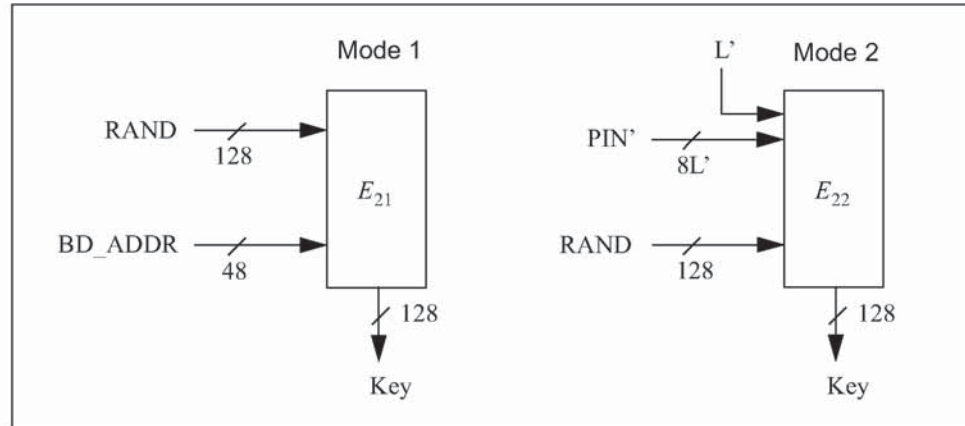 Mode 1
RAND
128
BD_ADDR
48
E21
128
Key
Mode 2
L’
PIN’
8L’
RAND
128
E22
128
Key